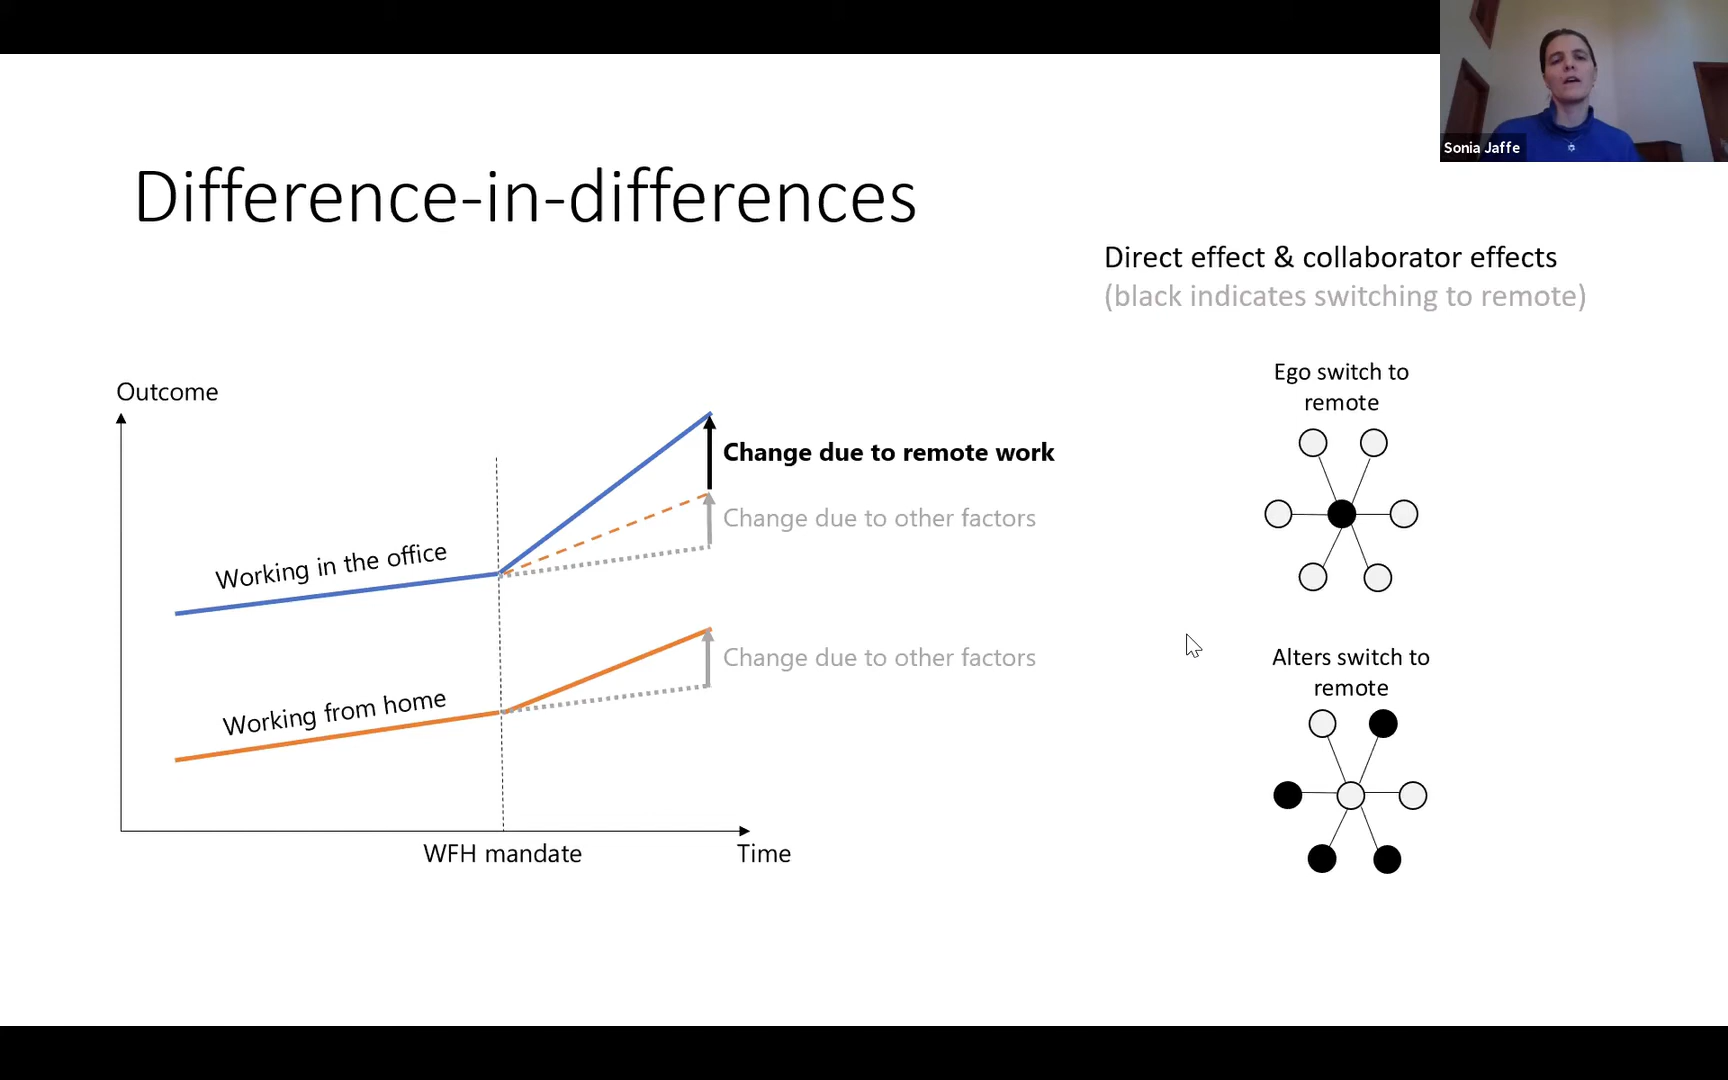 Sonia Jaffe
Difference-in-differences
Direct effect & collaborator effects
(black indicates switching to remote)
Outcome
Working in the office
Working from home
Change due to remote work
Change due to other factors
Change due to other factors
WFH mandate
Time
Ego switch to
remote
Alters switch to
remote